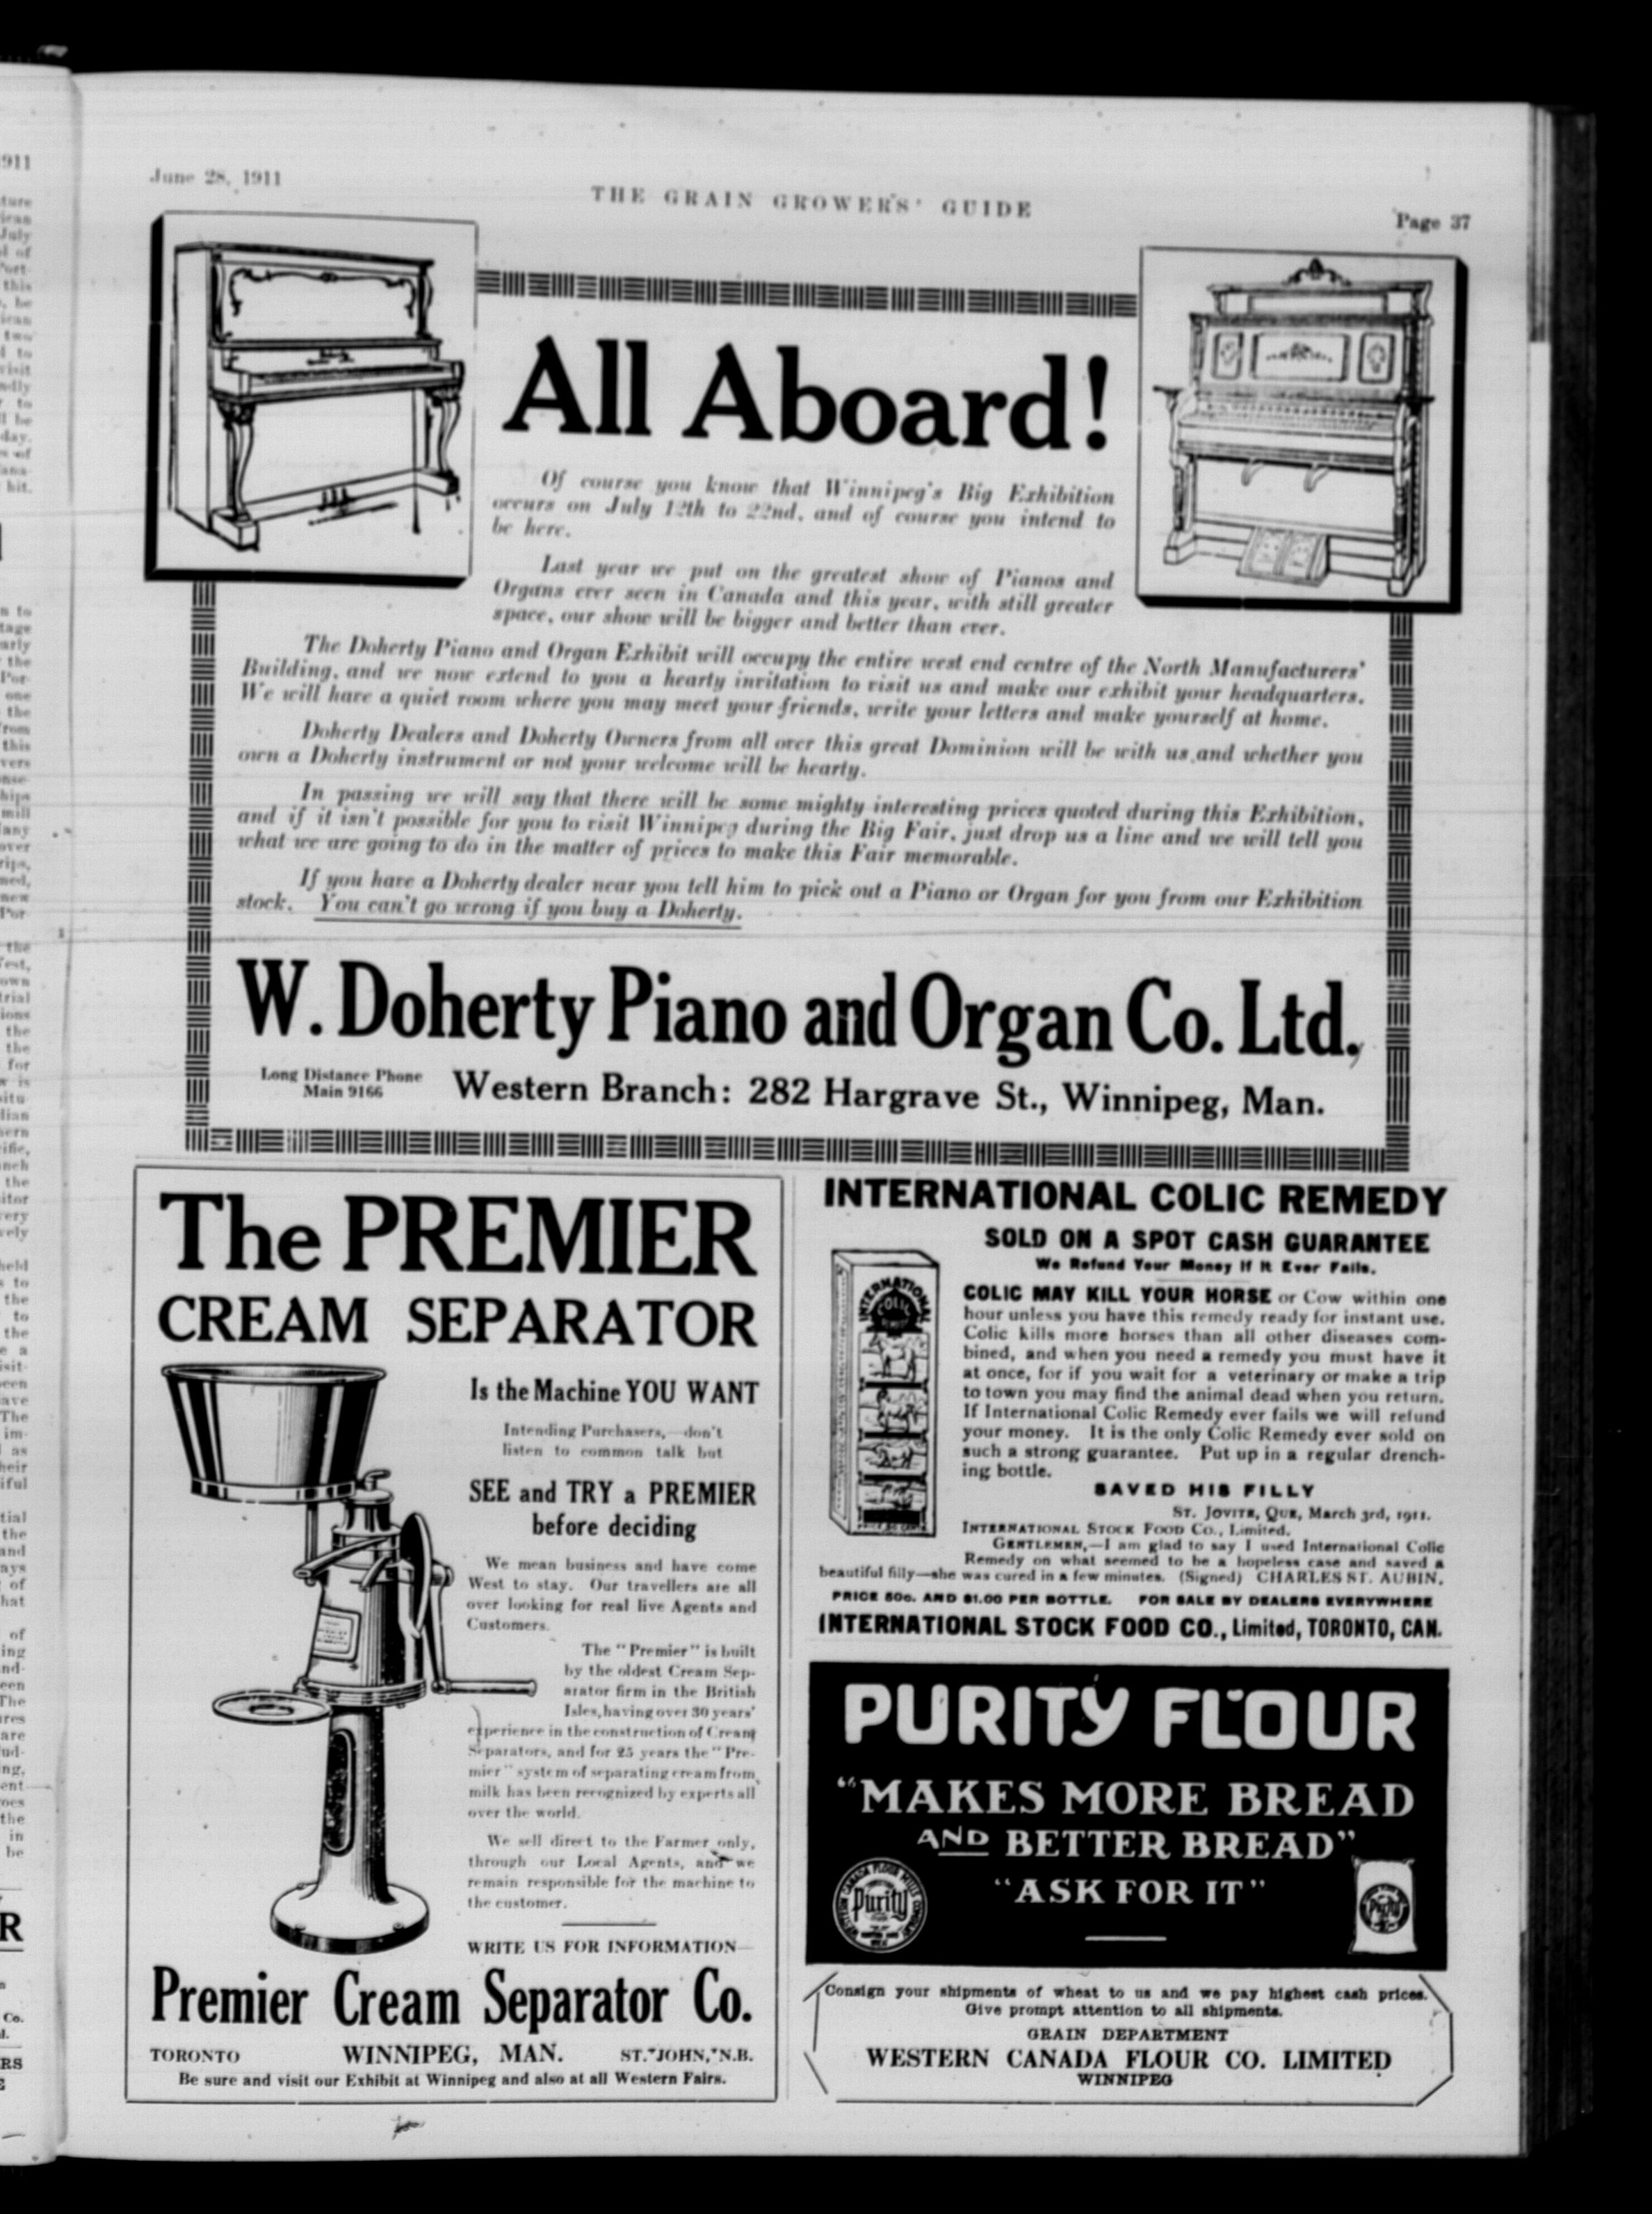 June 28, 1911
THE GRAIN GROWERS' GUIDE
Page 37
All Aboard!
Of course you know that Winnipeg's Big Exhibition
occurs on July 12th to 22nd, and of course you intend to
be here.
Last year we put on the greatest show of Pianos and
Organs ever seen in Canada and this year, with still greater
space, our show will be bigger and better than ever.
The Doherty Piano and Organ Exhibit will occupy the entire west end centre of the North Manufacturers'
Building, and we now extend to you a hearty invitation to visit us and make our exhibit your headquarters.
We will have a quiet room where you may meet your friends, write your letters and make yourself at home.
Doherty Dealers and Doherty Owners from all over this great Dominion will be with us and whether you
own a Doherty instrument or not your welcome will be hearty.
In passing we will say that there will be some mighty interesting prices quoted during this Exhibition,
and if it isn't possible for you to visit Winnipeg during the Big Fair, just drop us a line and we will tell you
what we are going to do in the matter of prices to make this Fair memorable.
If you have a Doherty dealer near you tell him to pick out a Piano or Organ for you from our Exhibition
stock. You can't go wrong if you buy a Doherty.
W. Doherty Piano and Organ Co. Ltd.,
Long Distance Phone
Main 9166
Western Branch: 282 Hargrave St., Winnipeg, Man.
The PREMIER
CREAM SEPARATOR
Is the Machine YOU WANT
Intending Purchasers,—don't
listen to common talk but
SEE and TRY a PREMIER
before deciding
We mean business and have come
West to stay. Our travellers are all
over looking for real live Agents and
Customers.
The "Premier" is built
by the oldest Cream Sep-
arator firm in the British
Isles, having over 30 years'
experience in the construction of Cream
Separators, and for 25 years the "Pre-
mier" system of separating cream from
milk has been recognized by experts all
over the world.
We sell direct to the Farmer only,
through our Local Agents, and we
remain responsible for the machine to
the customer.
WRITE US FOR INFORMATION—
Premier Cream Separator Co.
TORONTO WINNIPEG, MAN. ST. JOHN, N.B.
Be sure and visit our Exhibit at Winnipeg and also at all Western Fairs.
INTERNATIONAL COLIC REMEDY
SOLD ON A SPOT CASH GUARANTEE
We Refund Your Money If It Ever Fails.
COLIC MAY KILL YOUR HORSE or Cow within one
hour unless you have this remedy ready for instant use.
Colic kills more horses than all other diseases com-
bined, and when you need a remedy you must have it
at once, for if you wait for a veterinary or make a trip
to town you may find the animal dead when you return.
If International Colic Remedy ever fails we will refund
your money. It is the only Colic Remedy ever sold on
such a strong guarantee. Put up in a regular drench-
ing bottle.
SAVED HIS FILLY
ST. JOVITE, QUE, March 3rd, 1911.
INTERNATIONAL STOCK FOOD CO., Limited.
GENTLEMEN,—I am glad to say I used International Colic
Remedy on what seemed to be a hopeless case and saved a
beautiful filly—she was cured in a few minutes. (Signed) CHARLES ST. AUBIN.
PRICE 50c. AND $1.00 PER BOTTLE. FOR SALE BY DEALERS EVERYWHERE
INTERNATIONAL STOCK FOOD CO., Limited, TORONTO, CAN.
PURITY FLOUR
"MAKES MORE BREAD
AND BETTER BREAD"
"ASK FOR IT"
Purity
Purity
Consign your shipments of wheat to us and we pay highest cash prices.
Give prompt attention to all shipments.
GRAIN DEPARTMENT
WESTERN CANADA FLOUR CO. LIMITED
WINNIPEG